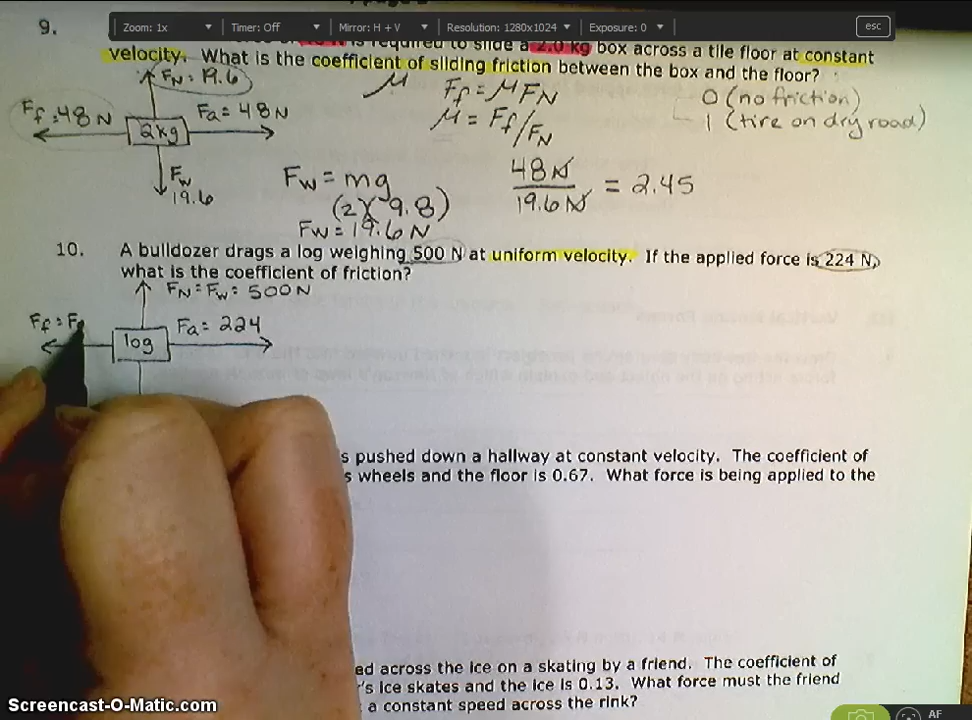 Zoom: 1x Timer: Off Mirror: H + V Resolution: 1280x1024 Exposure: 0 esc
9.
is required to slide a 2.0 kg box across a tile floor at constant
velocity. What is the coefficient of sliding friction between the box and the floor?
FN = 19.6
μ Ff = μFN
0 (no friction)
Ff = 48 N Fa = 48 N
μ = Ff/FN
1 (tire on dry road)
2kg
Fw
19.6
Fw = mg
(2)(-9.8)
Fw = 19.6 N
48N
19.6N
= 2.45
10. A bulldozer drags a log weighing 500 N at uniform velocity. If the applied force is 224 N,
what is the coefficient of friction?
FN = Fw = 500N
Ff = F
log
Fa = 224
s pushed down a hallway at constant velocity. The coefficient of
s wheels and the floor is 0.67. What force is being applied to the
ed across the ice on a skating by a friend. The coefficient of
's ice skates and the ice is 0.13. What force must the friend
a constant speed across the rink?
Screencast-O-Matic.com
AF